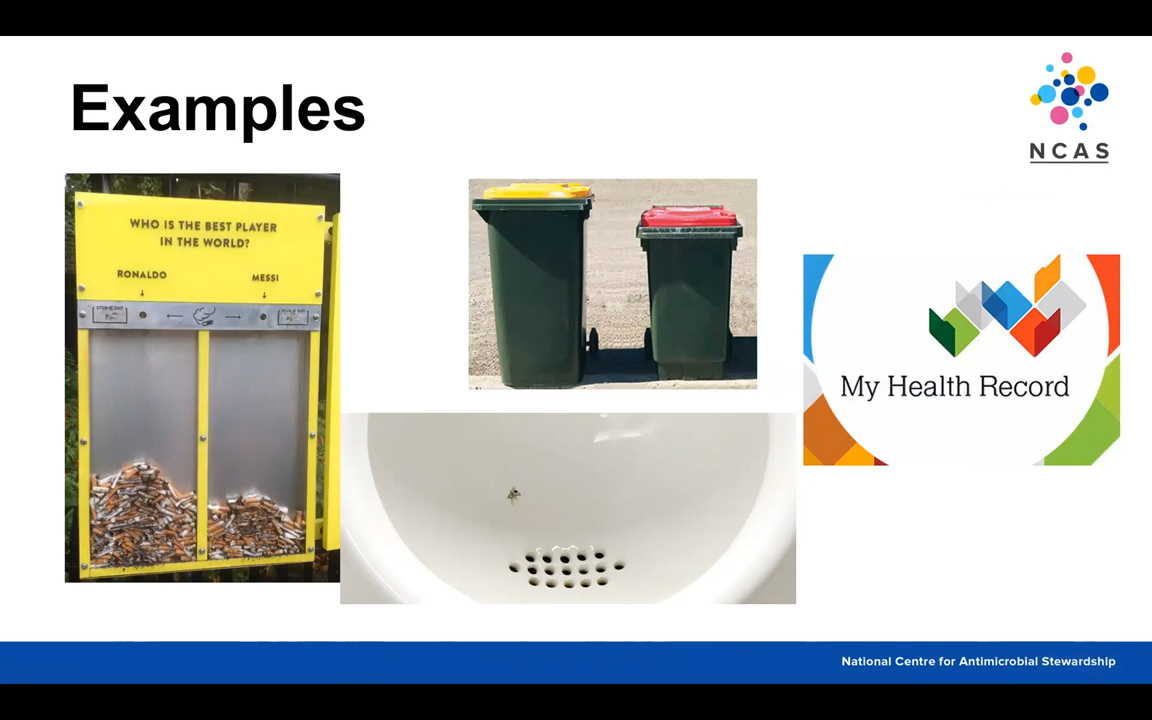 Examples
NCAS
WHO IS THE BEST PLAYER
IN THE WORLD?
RONALDO
MESSI
My Health Record
National Centre for Antimicrobial Stewardship